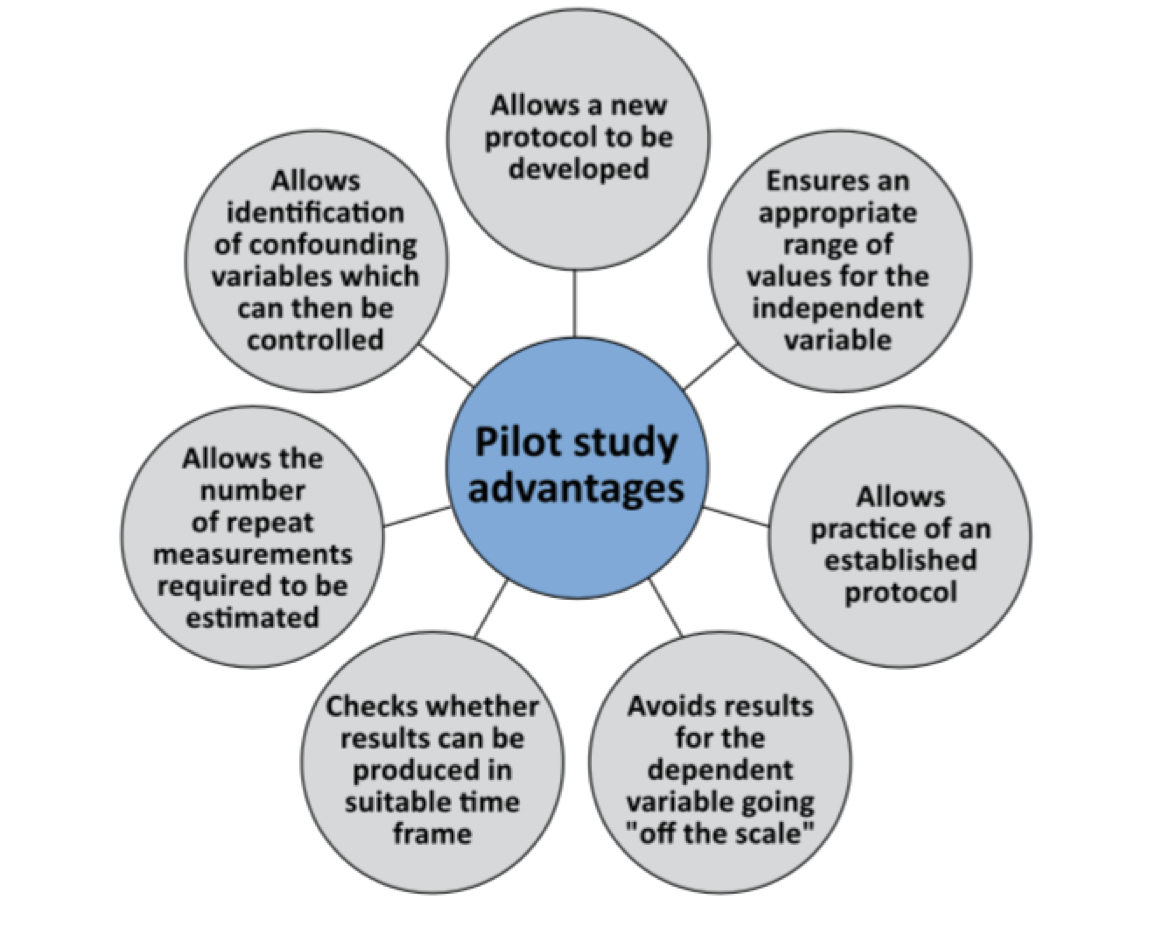 Allows a new
protocol to be
developed
Ensures an
appropriate
range of
values for the
independent
variable
Allows
practice of an
established
protocol
Avoids results
for the
dependent
variable going
"off the scale"
Checks whether
results can be
produced in
suitable time
frame
Allows the
number
of repeat
measurements
required to be
estimated
Allows
identification
of confounding
variables which
can then be
controlled
Pilot study
advantages